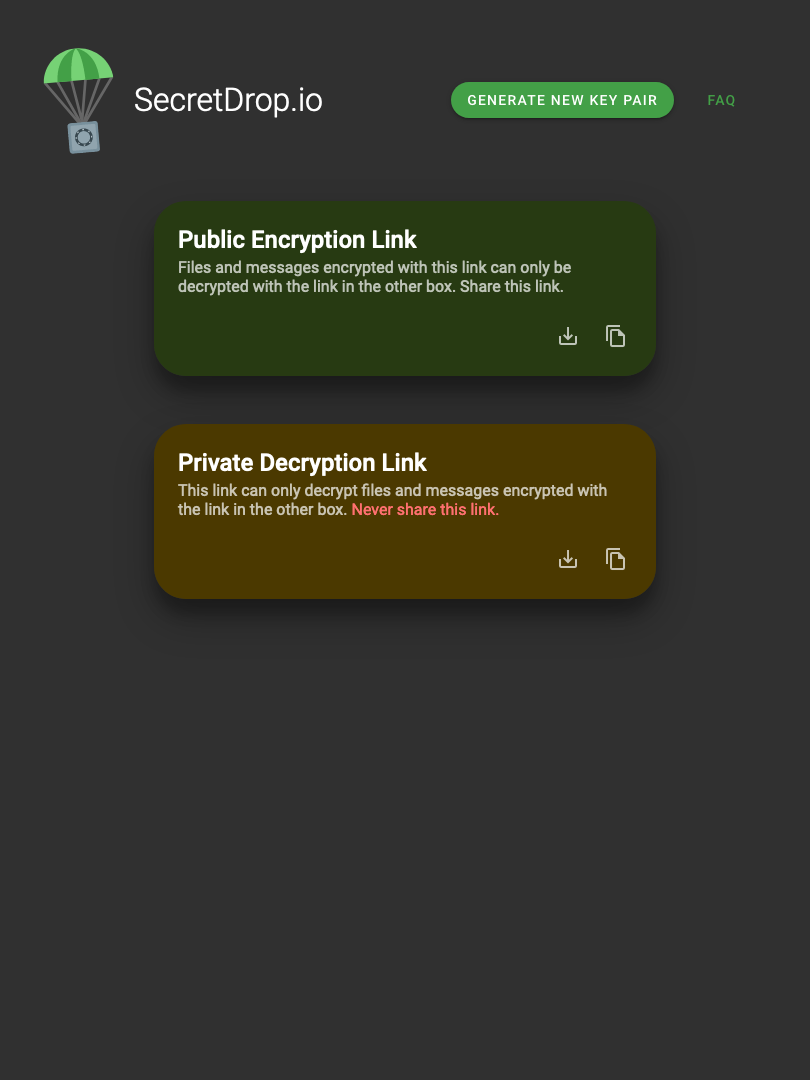 SecretDrop.io
GENERATE NEW KEY PAIR
FAQ
Public Encryption Link
Files and messages encrypted with this link can only be
decrypted with the link in the other box. Share this link.
Private Decryption Link
This link can only decrypt files and messages encrypted with
the link in the other box. Never share this link.